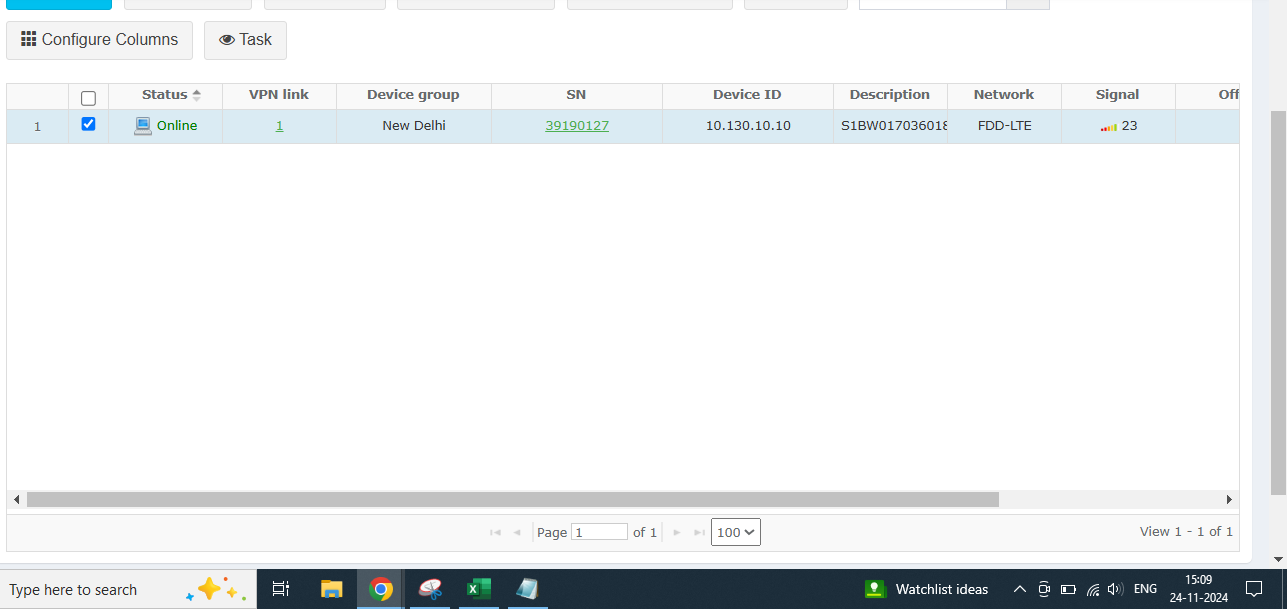 Configure Columns Task
Status VPN link Device group SN Device ID Description Network Signal Off
1 Online 1 New Delhi 39190127 10.130.10.10 S1BW017036018 FDD-LTE 23
Page 1 of 1 100 View 1 - 1 of 1
Type here to search Watchlist ideas ENG 15:09
24-11-2024